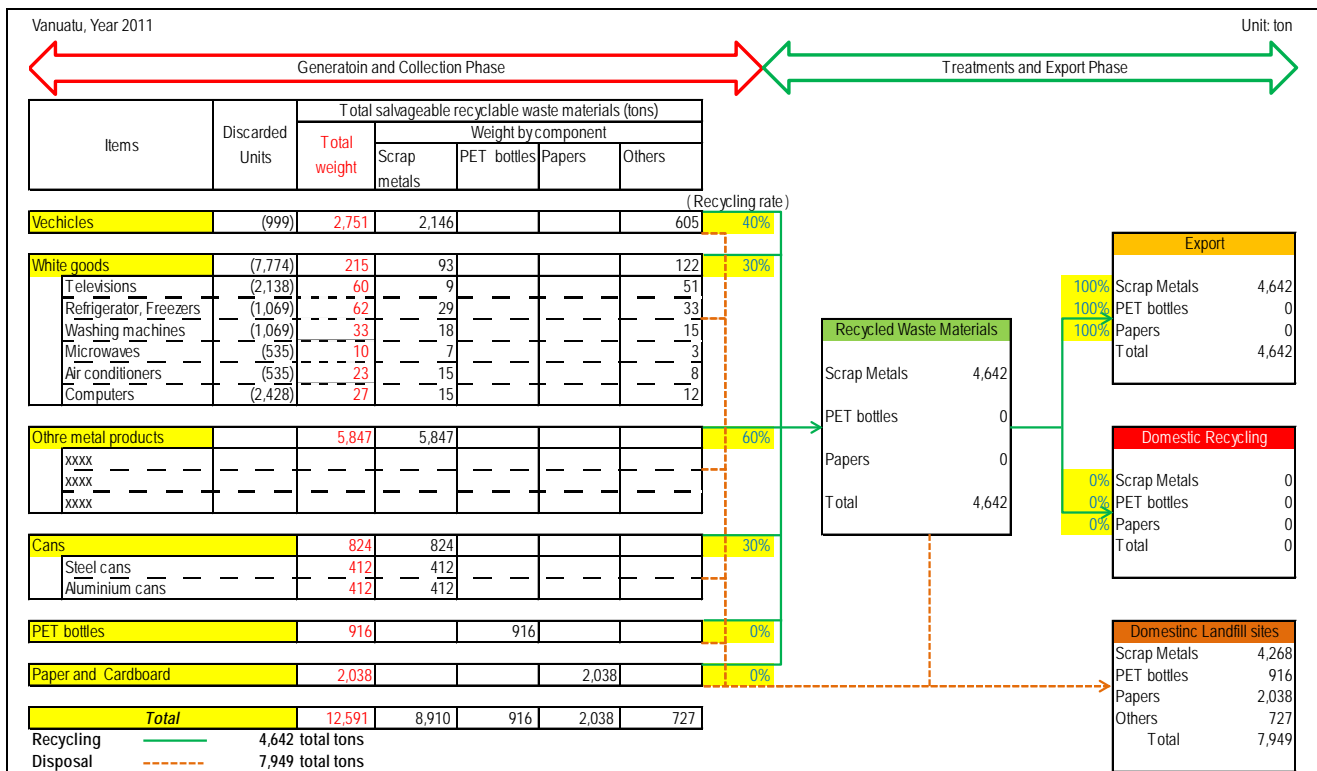 Vanuatu, Year 2011
Unit: ton
Generatoin and Collection Phase
Treatments and Export Phase
Items
Discarded Units
Total salvageable recyclable waste materials (tons)
Total weight
Weight by component
Scrap metals
PET bottles
Papers
Others
( Recycling rate )
Vechicles (999) 2,751 2,146 605 40%
White goods (7,774) 215 93 122 30%
Televisions (2,138) 60 9 51
Refrigerator, Freezers (1,069) 62 29 33
Washing machines (1,069) 33 18 15
Microwaves (535) 10 7 3
Air conditioners (535) 23 15 8
Computers (2,428) 27 15 12
Othre metal products 5,847 5,847 60%
xxxx
xxxx
xxxx
Cans 824 824 30%
Steel cans 412 412
Aluminium cans 412 412
PET bottles 916 916 0%
Paper and Cardboard 2,038 2,038 0%
Total 12,591 8,910 916 2,038 727
Recycling 4,642 total tons
Disposal 7,949 total tons
Recycled Waste Materials
Scrap Metals 4,642
PET bottles 0
Papers 0
Total 4,642
Export
100% Scrap Metals 4,642
100% PET bottles 0
100% Papers 0
Total 4,642
Domestic Recycling
0% Scrap Metals 0
0% PET bottles 0
0% Papers 0
Total 0
Domestinc Landfill sites
Scrap Metals 4,268
PET bottles 916
Papers 2,038
Others 727
Total 7,949